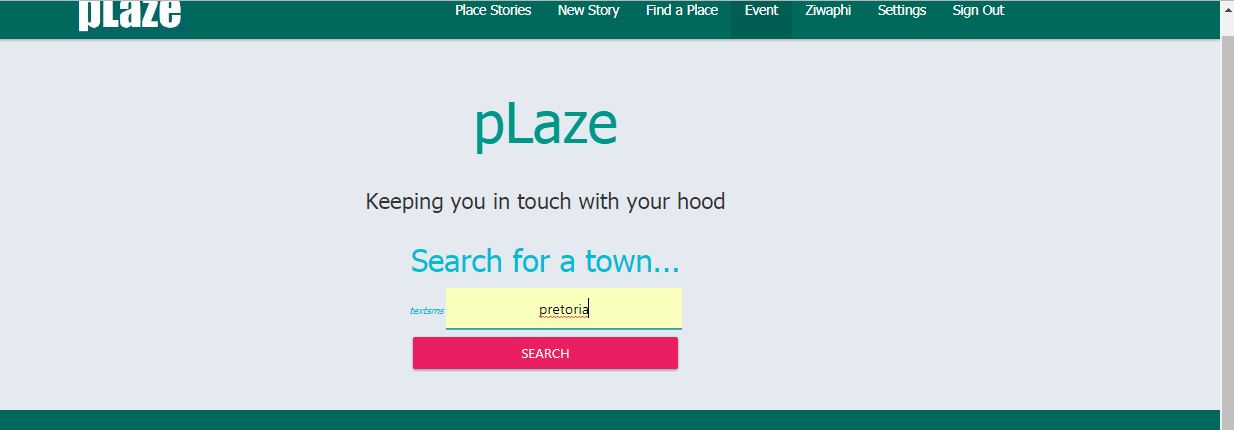 pLaze
Place Stories New Story Find a Place Event Ziwaphi Settings Sign Out
pLaze
Keeping you in touch with your hood
Search for a town...
textsms pretoria
SEARCH